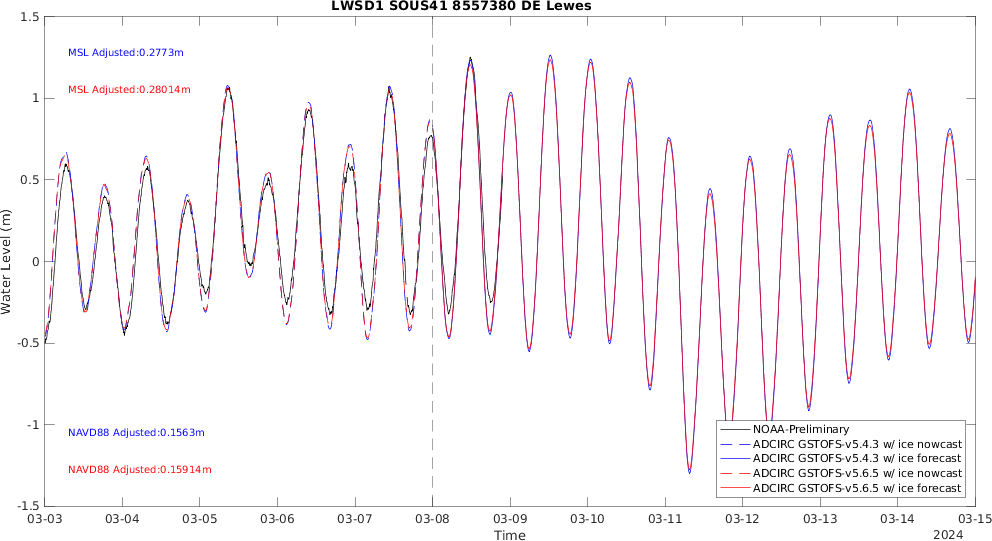 LWSD1 SOUS41 8557380 DE Lewes
1.5
MSL Adjusted:0.2773m
MSL Adjusted:0.28014m
1
0.5
0
Water Level (m)
-0.5
-1
NAVD88 Adjusted:0.1563m
NAVD88 Adjusted:0.15914m
NOAA-Preliminary
ADCIRC GSTOFS-v5.4.3 w/ ice nowcast
ADCIRC GSTOFS-v5.4.3 w/ ice forecast
ADCIRC GSTOFS-v5.6.5 w/ ice nowcast
ADCIRC GSTOFS-v5.6.5 w/ ice forecast
-1.5
03-03 03-04 03-05 03-06 03-07 03-08 03-09 03-10 03-11 03-12 03-13 03-14 03-15
Time
2024